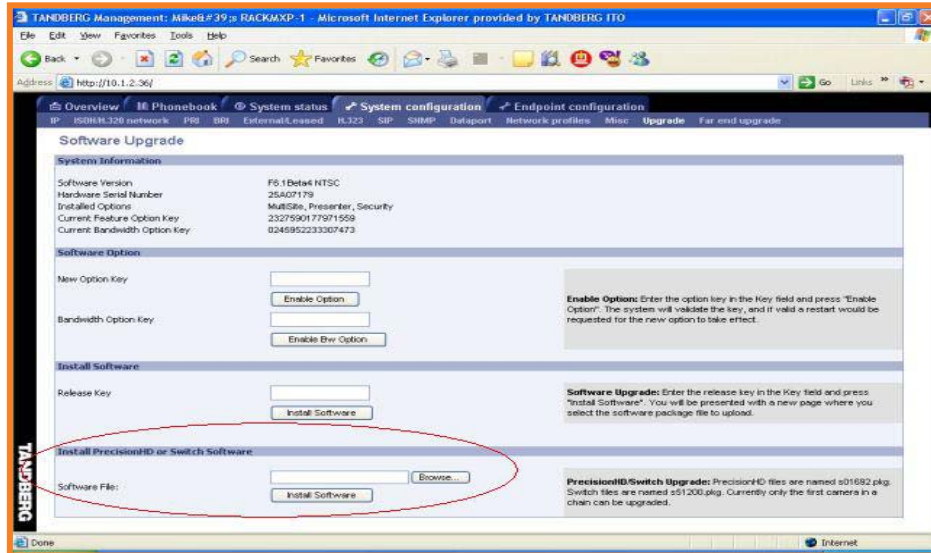 TANDBERG Management: Mike&#39;s RACKMXP-1 - Microsoft Internet Explorer provided by TANDBERG ITO
File Edit View Favorites Tools Help
Back Search Favorites
Address http://10.1.2.36/ Go Links »
Overview Phonebook System status System configuration Endpoint configuration
IP ISDN/H.320 network PRI BRI External/Leased H.323 SIP SNMP Dataport Network profiles Misc Upgrade Far end upgrade
Software Upgrade
System Information
Software Version F6.1Beta4 NTSC
Hardware Serial Number 25A07179
Installed Options MultiSite, Presenter, Security
Current Feature Option Key 2327590177971559
Current Bandwidth Option Key 0245952233307473
Software Option
New Option Key
Enable Option
Bandwidth Option Key
Enable Bw Option
Enable Option: Enter the option key in the Key field and press "Enable
Option". The system will validate the key, and if valid a restart would be
requested for the new option to take effect.
Install Software
Release Key
Install Software
Software Upgrade: Enter the release key in the Key field and press
"Install Software". You will be presented with a new page where you
select the software package file to upload.
Install PrecisionHD or Switch Software
Software File:
Browse...
Install Software
PrecisionHD/Switch Upgrade: PrecisionHD files are named s01692.pkg.
Switch files are named s51200.pkg. Currently only the first camera in a
chain can be upgraded.
TANDBERG
Done Internet